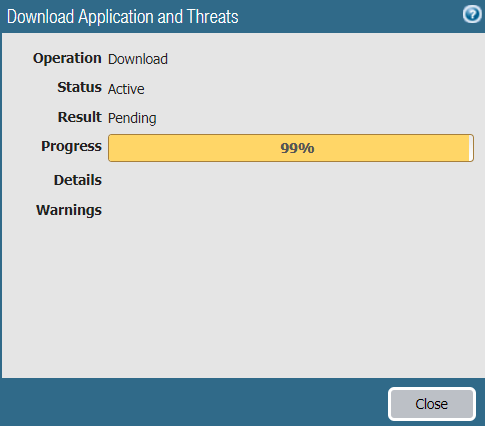 Download Application and Threats
Operation Download
Status Active
Result Pending
Progress 99%
Details
Warnings
Close